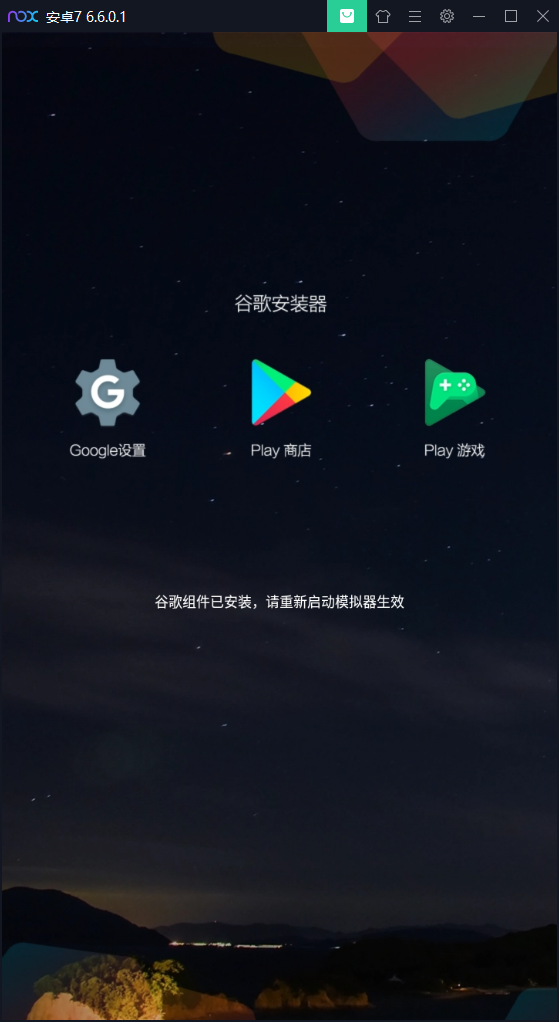 nox 安卓7 6.6.0.1
谷歌安装器
Google设置
Play 商店
Play 游戏
谷歌组件已安装，请重新启动模拟器生效